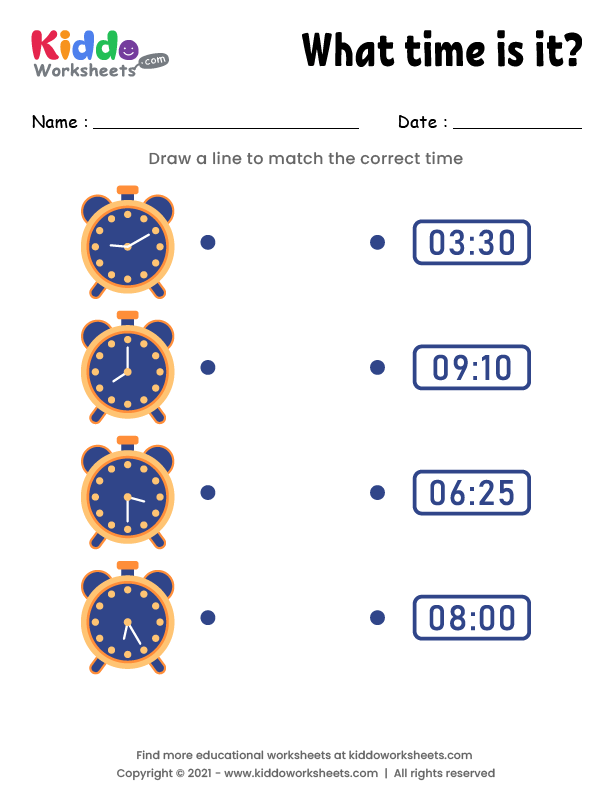 Kiddo
Worksheets.com
What time is it?
Name :
Date :
Draw a line to match the correct time
03:30
09:10
06:25
08:00
Find more educational worksheets at kiddoworksheets.com
Copyright © 2021 - www.kiddoworksheets.com | All rights reserved